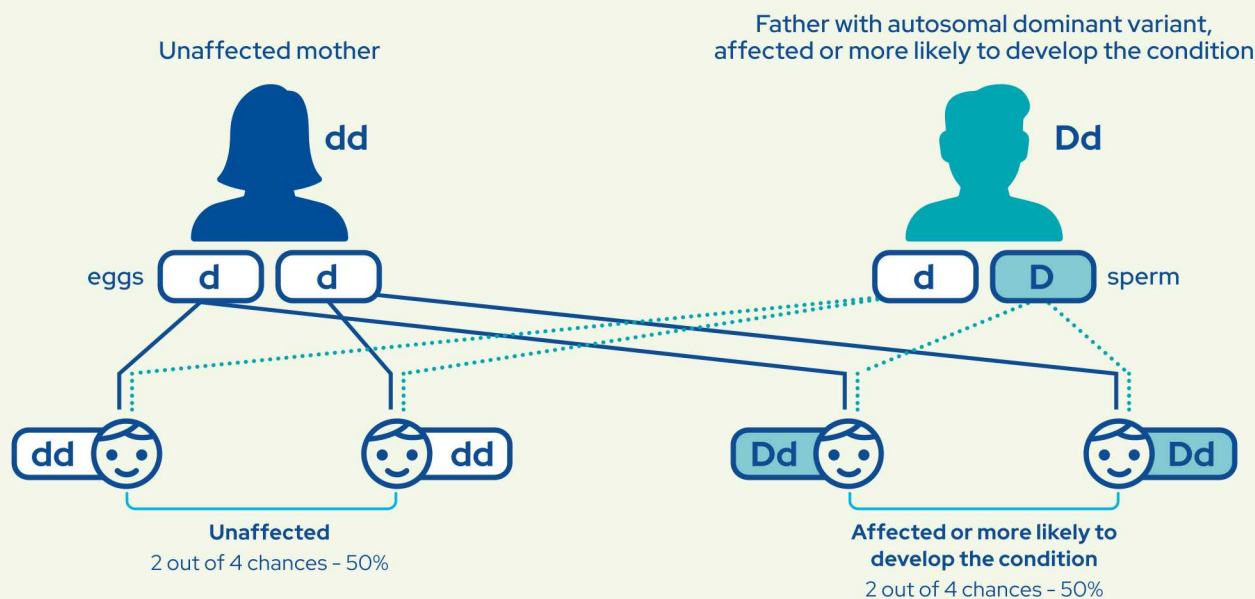 Unaffected mother
Father with autosomal dominant variant,
affected or more likely to develop the condition
dd
Dd
eggs
d
d
d
D
sperm
dd
dd
Dd
Dd
Unaffected
2 out of 4 chances - 50%
Affected or more likely to
develop the condition
2 out of 4 chances - 50%